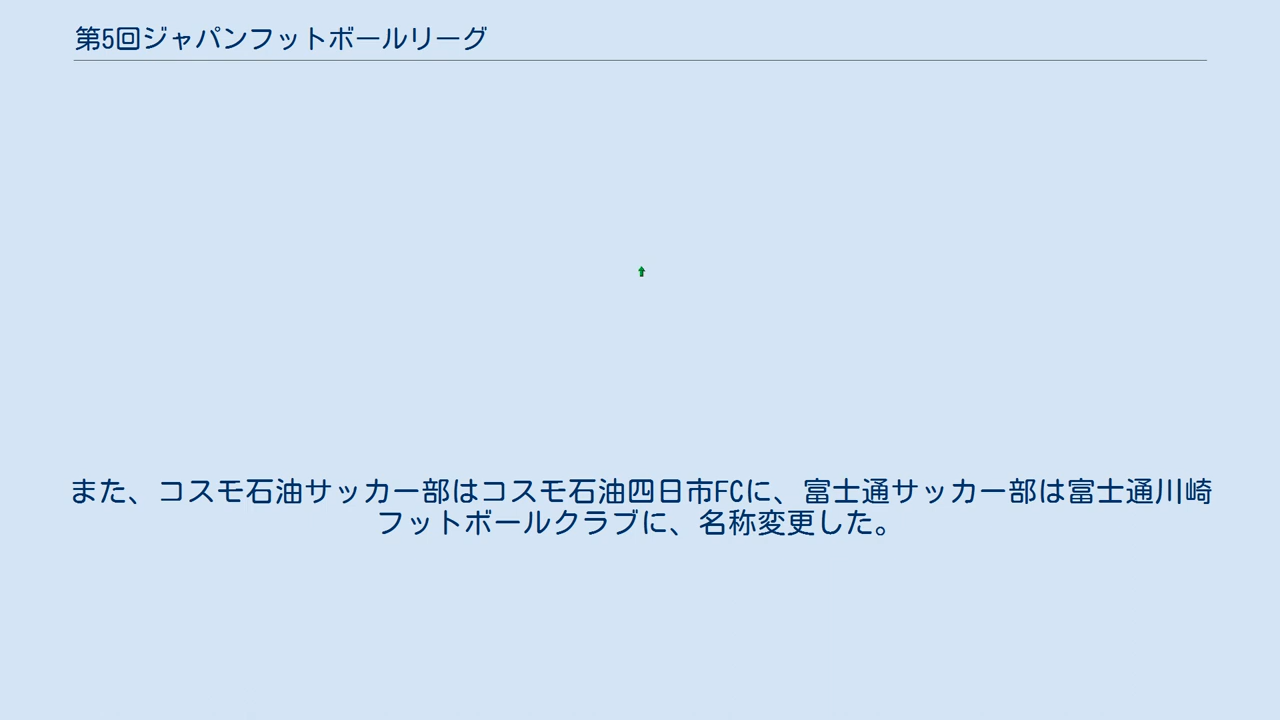 第5回ジャパンフットボールリーグ
また、コスモ石油サッカー部はコスモ石油四日市FCに、富士通サッカー部は富士通川崎
フットボールクラブに、名称変更した。